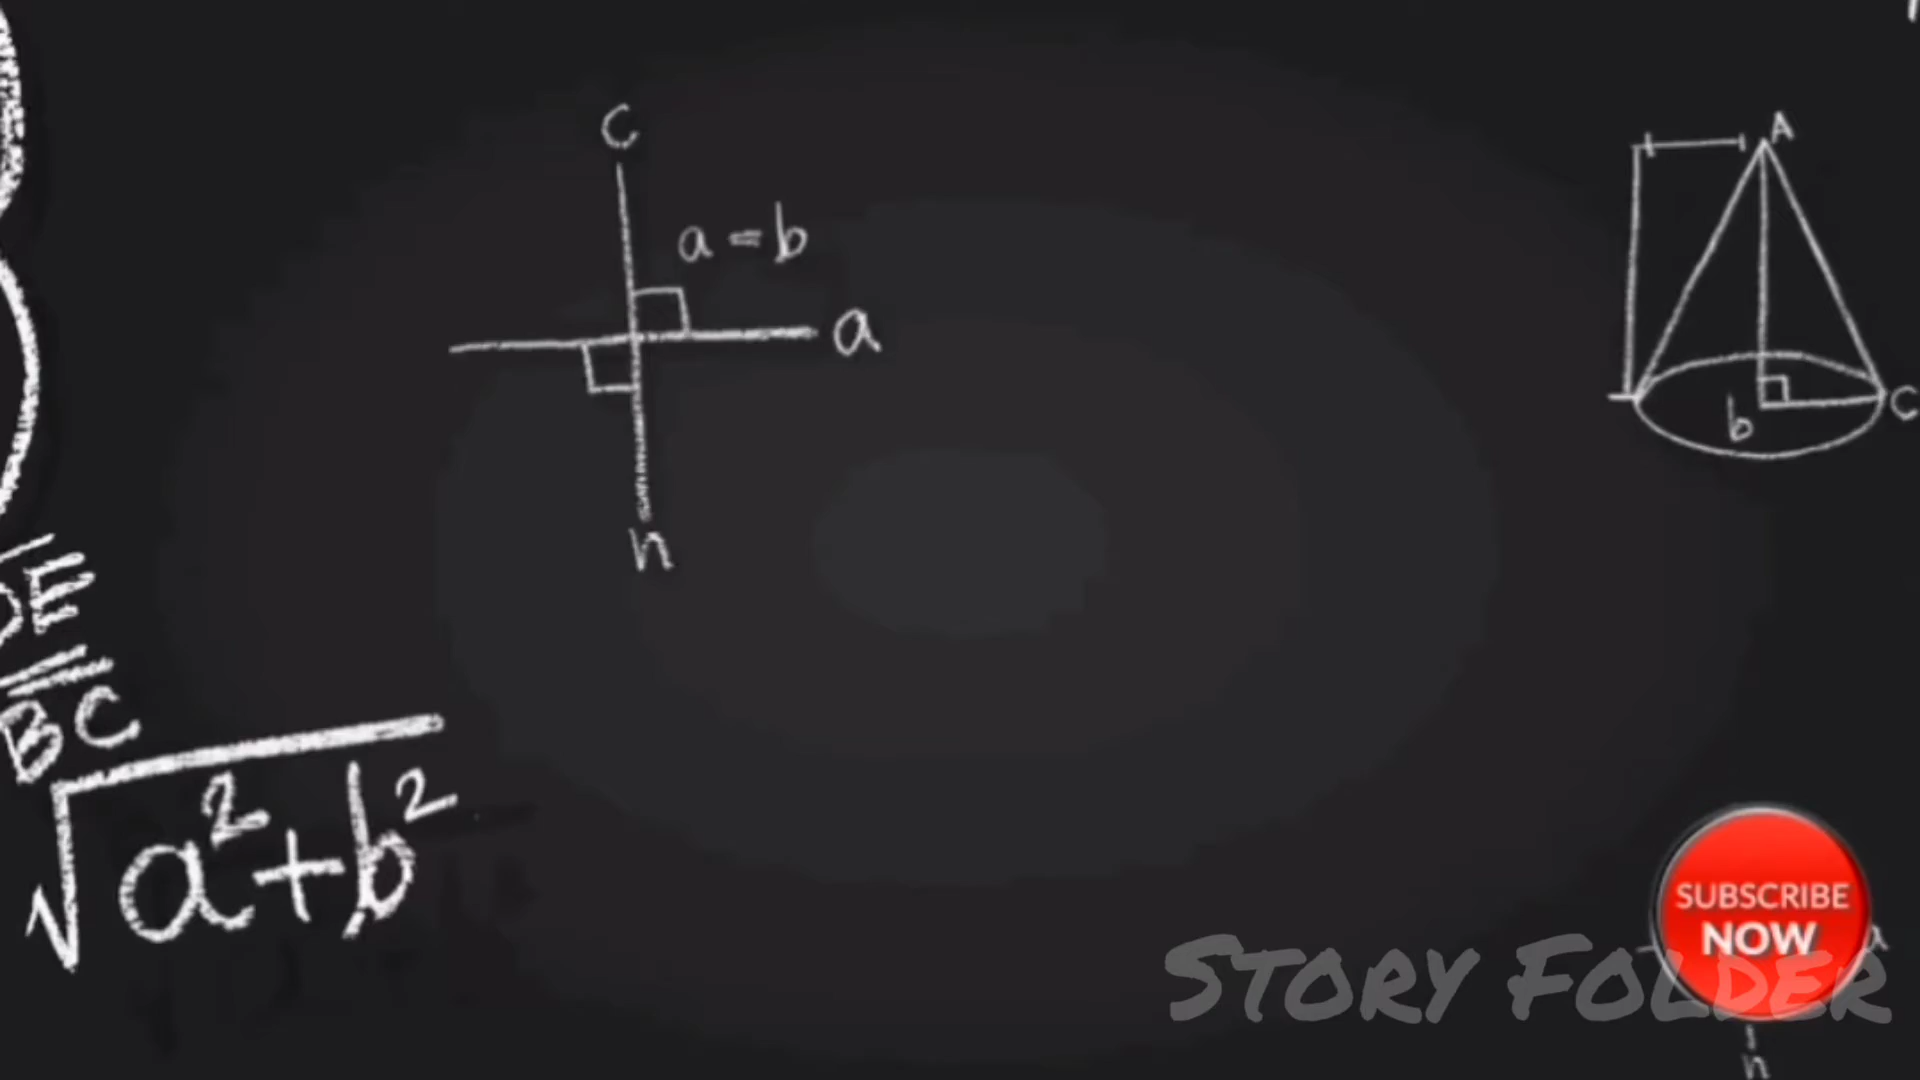 C
a = b
a
n
A
b
C
DE
BC
√a²+b²
SUBSCRIBE
NOW
a
STORY FOLDER
n